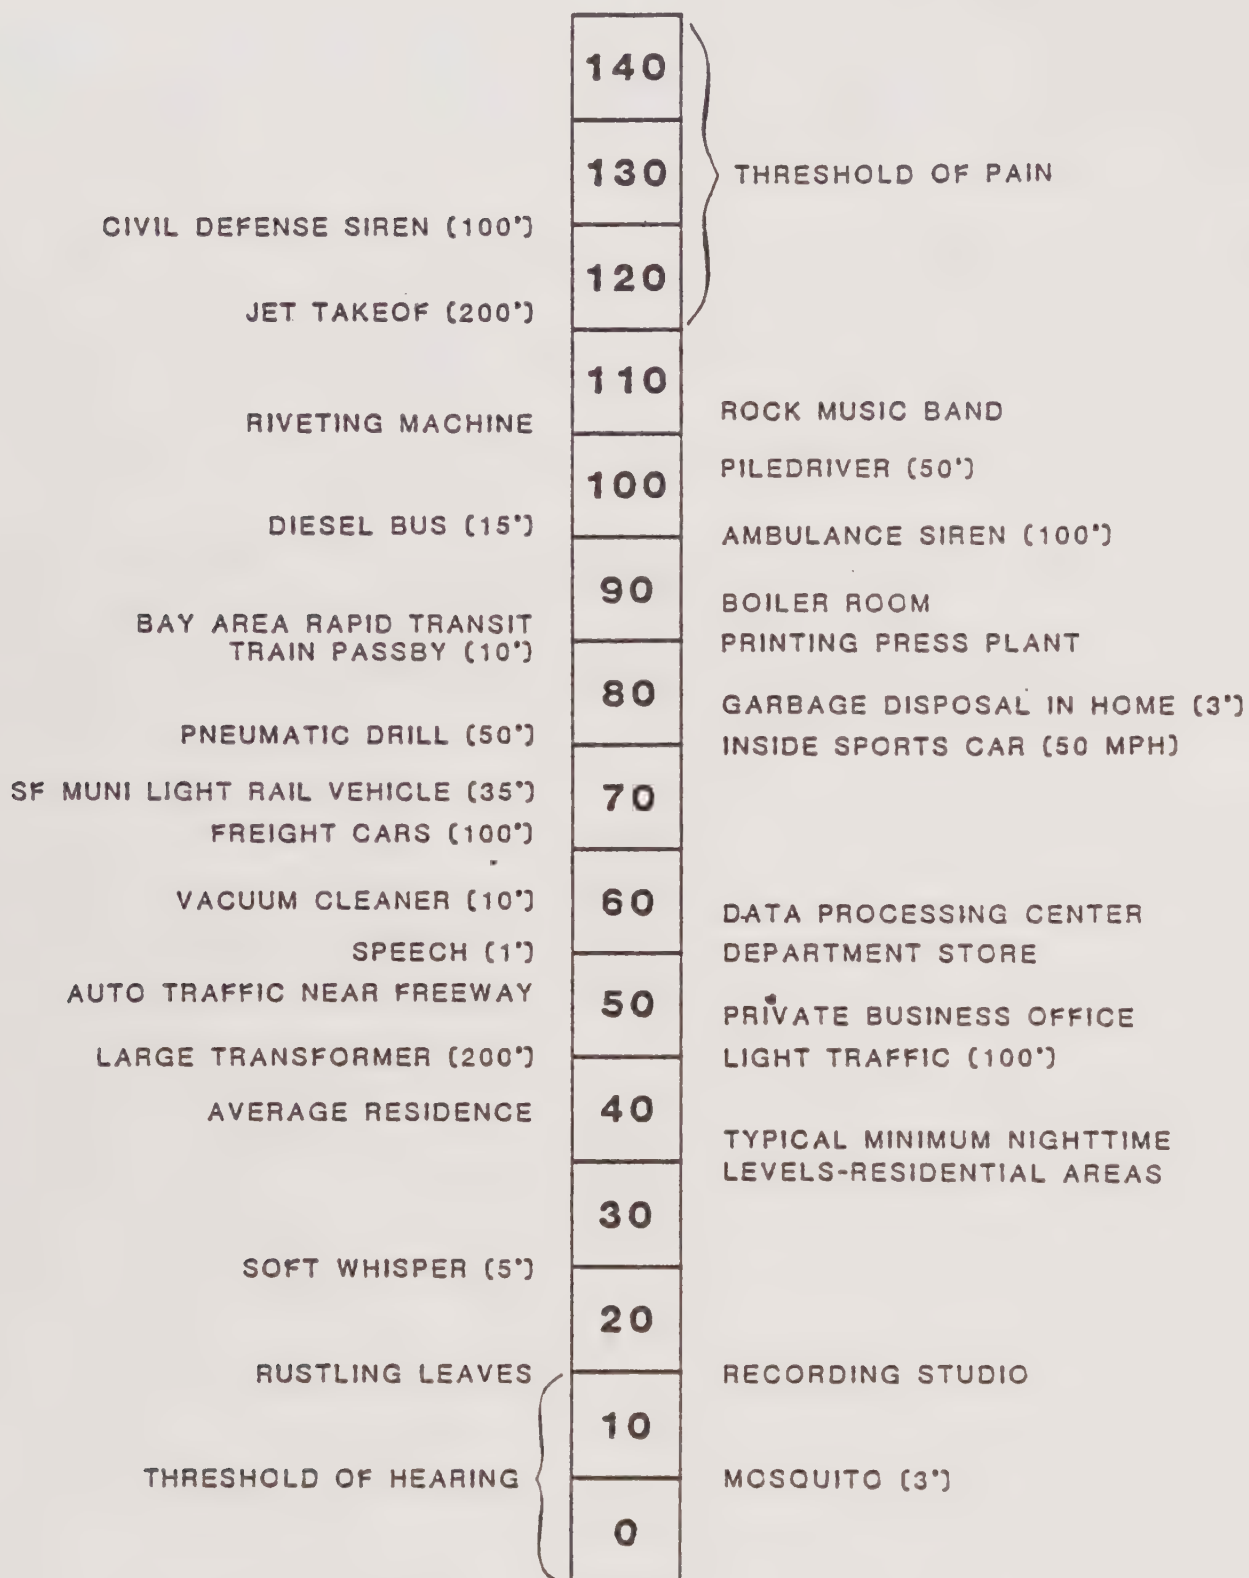 140
130
THRESHOLD OF PAIN
CIVIL DEFENSE SIREN (100')
120
JET TAKEOF (200')
110
ROCK MUSIC BAND
RIVETING MACHINE
PILEDRIVER (50')
100
DIESEL BUS (15')
AMBULANCE SIREN (100')
90
BOILER ROOM
BAY AREA RAPID TRANSIT
TRAIN PASSBY (10')
PRINTING PRESS PLANT
80
GARBAGE DISPOSAL IN HOME (3')
PNEUMATIC DRILL (50')
INSIDE SPORTS CAR (50 MPH)
SF MUNI LIGHT RAIL VEHICLE (35')
70
FREIGHT CARS (100')
VACUUM CLEANER (10')
60
DATA PROCESSING CENTER
SPEECH (1')
DEPARTMENT STORE
AUTO TRAFFIC NEAR FREEWAY
50
PRIVATE BUSINESS OFFICE
LARGE TRANSFORMER (200')
LIGHT TRAFFIC (100')
AVERAGE RESIDENCE
40
TYPICAL MINIMUM NIGHTTIME
LEVELS-RESIDENTIAL AREAS
30
SOFT WHISPER (5')
20
RUSTLING LEAVES
RECORDING STUDIO
10
THRESHOLD OF HEARING
MOSQUITO (3')
0